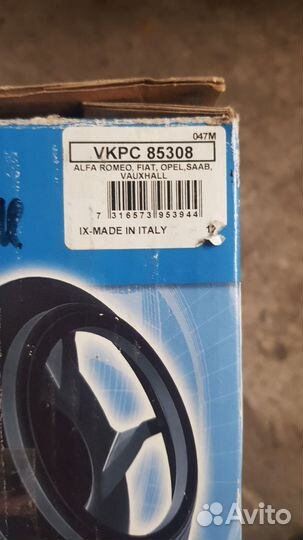 047M
VKPC 85308
ALFA ROMEO, FIAT, OPEL,SAAB,
VAUXHALL
7 316573 953944
IX-MADE IN ITALY
Avito